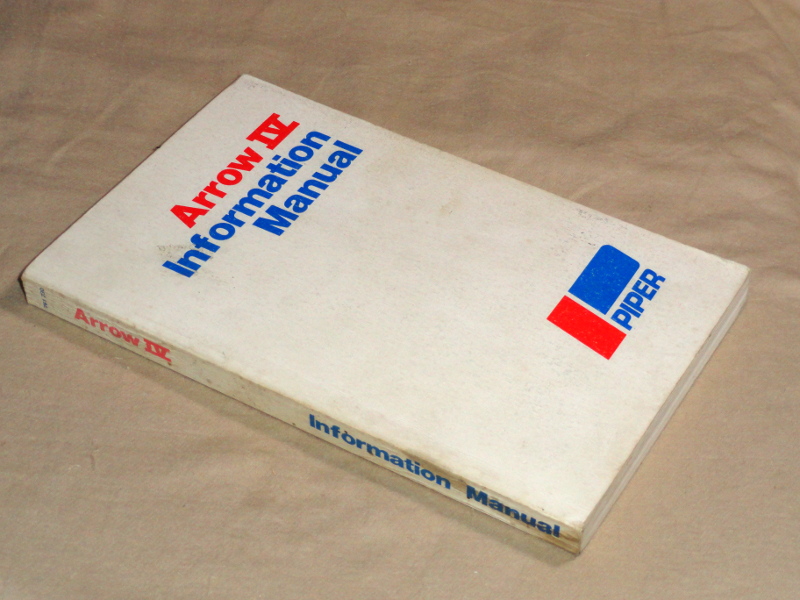 Arrow IV
Information
Manual
PIPER
Arrow IV
Information Manual